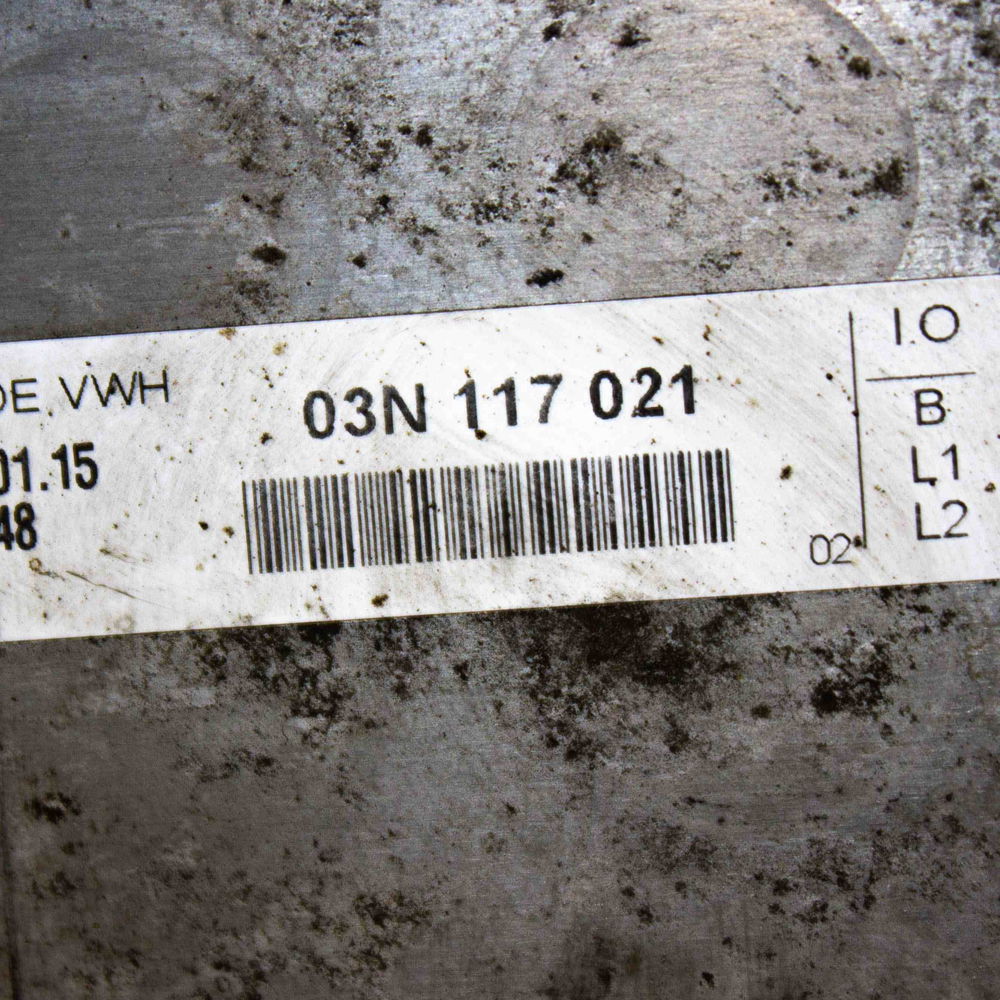 DE VWH
01.15
48
03N 117 021
02
I.O
B
L1
L2